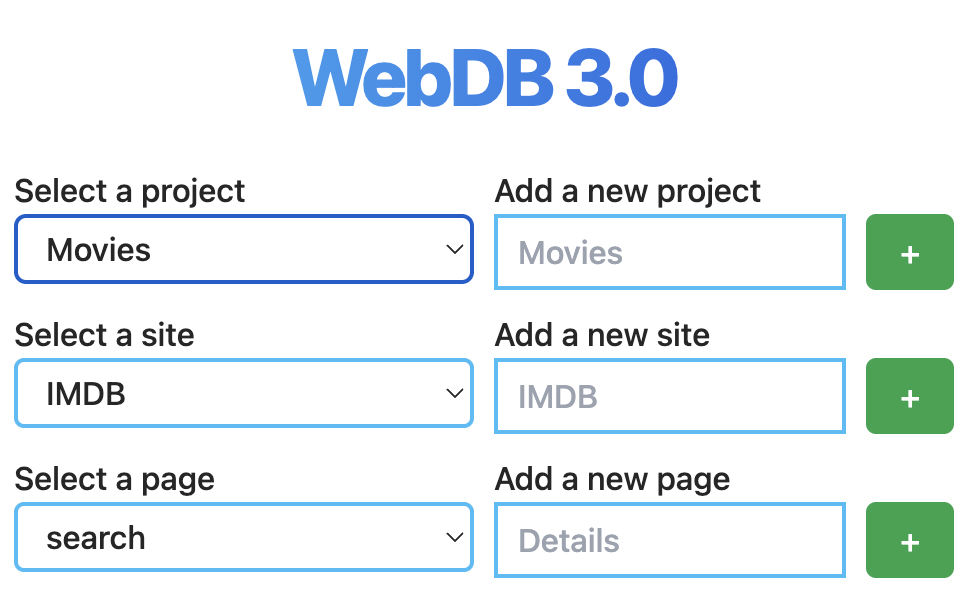 WebDB 3.0
Select a project
Add a new project
Movies
Movies
+
Select a site
Add a new site
IMDB
IMDB
+
Select a page
Add a new page
search
Details
+